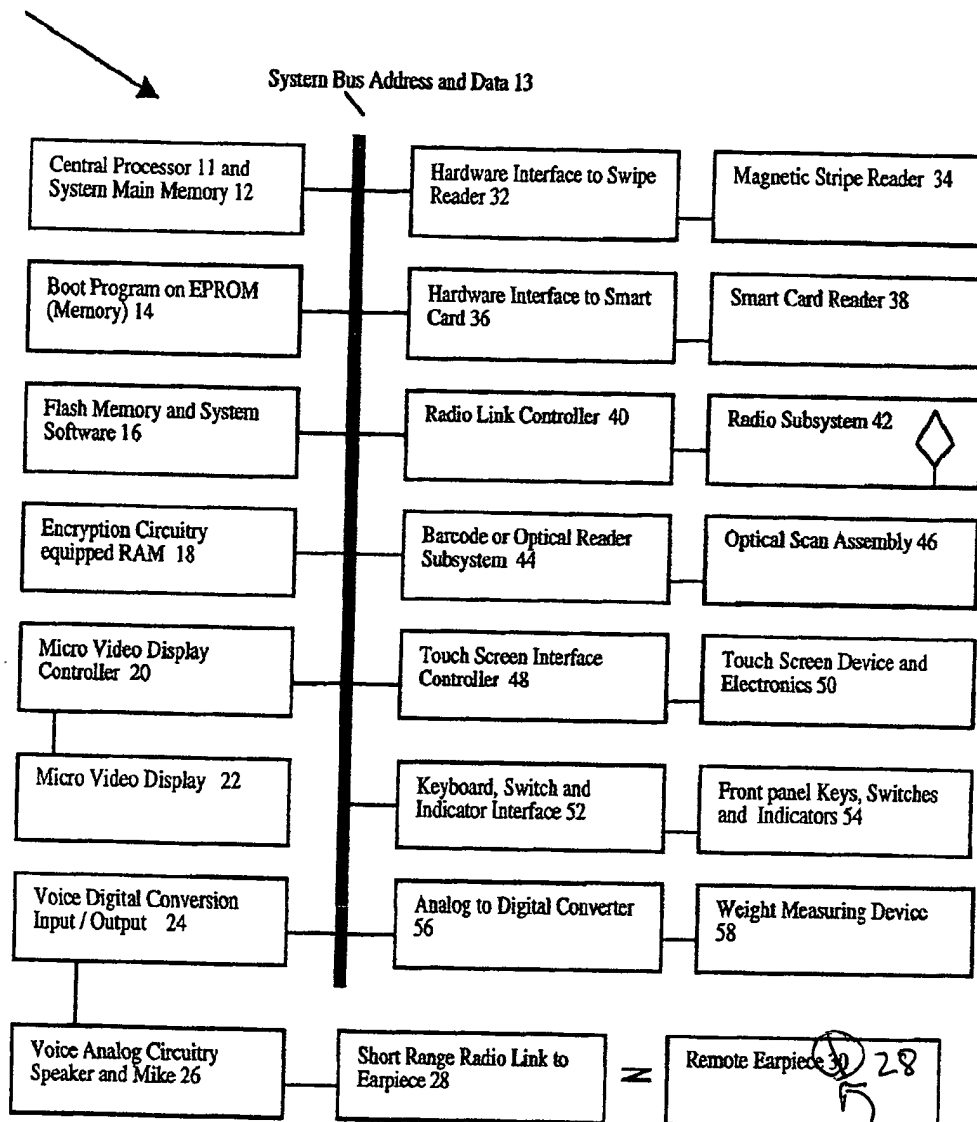 System Bus Address and Data 13
Central Processor 11 and
System Main Memory 12
Hardware Interface to Swipe
Reader 32
Magnetic Stripe Reader 34
Boot Program on EPROM
(Memory) 14
Hardware Interface to Smart
Card 36
Smart Card Reader 38
Flash Memory and System
Software 16
Radio Link Controller 40
Radio Subsystem 42
Encryption Circuitry
equipped RAM 18
Barcode or Optical Reader
Subsystem 44
Optical Scan Assembly 46
Micro Video Display
Controller 20
Touch Screen Interface
Controller 48
Touch Screen Device and
Electronics 50
Micro Video Display 22
Keyboard, Switch and
Indicator Interface 52
Front panel Keys, Switches
and Indicators 54
Voice Digital Conversion
Input / Output 24
Analog to Digital Converter
56
Weight Measuring Device
58
Voice Analog Circuitry
Speaker and Mike 26
Short Range Radio Link to
Earpiece 28
Remote Earpiece 30 28